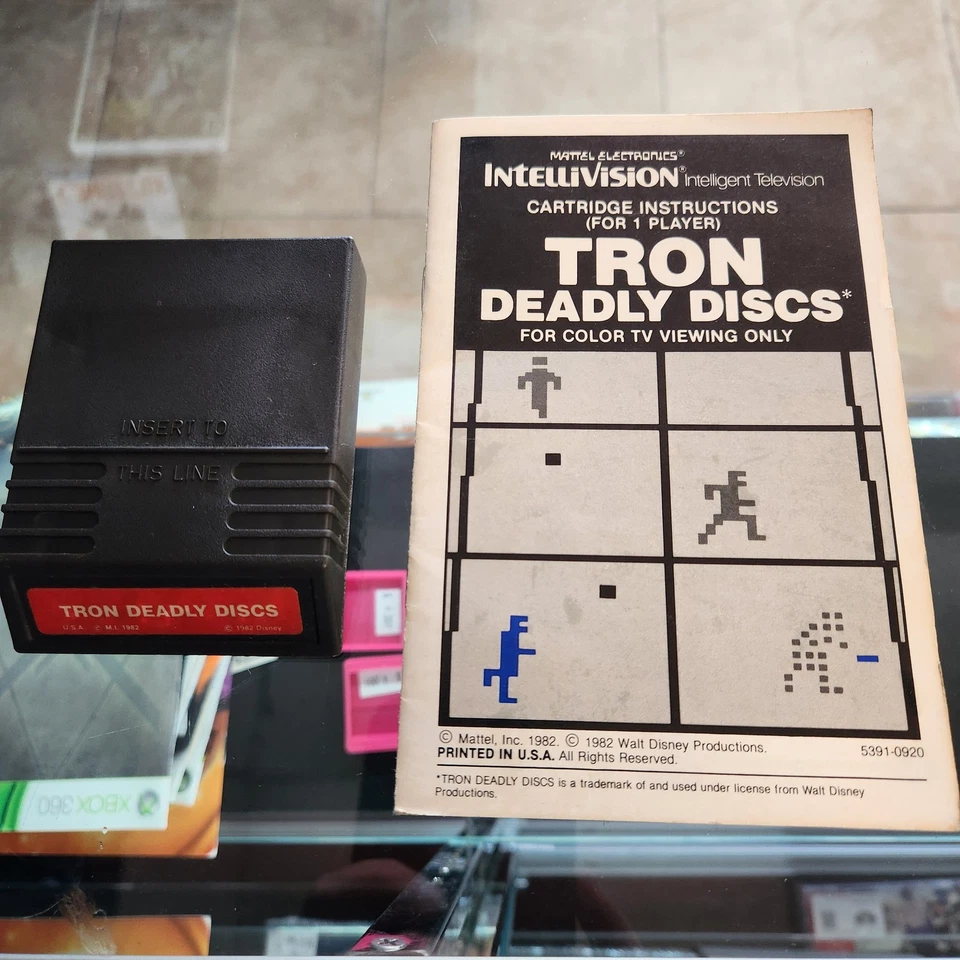 INSERT TO
THIS LINE
TRON DEADLY DISCS
U.S.A. © M.I. 1982 © 1982 Disney
MATTEL ELECTRONICS®
INTELLIVISION® Intelligent Television
CARTRIDGE INSTRUCTIONS
(FOR 1 PLAYER)
TRON
DEADLY DISCS*
FOR COLOR TV VIEWING ONLY
© Mattel, Inc. 1982. © 1982 Walt Disney Productions.
PRINTED IN U.S.A. All Rights Reserved. 5391-0920
*TRON DEADLY DISCS is a trademark of and used under license from Walt Disney
Productions.
XBOX 360